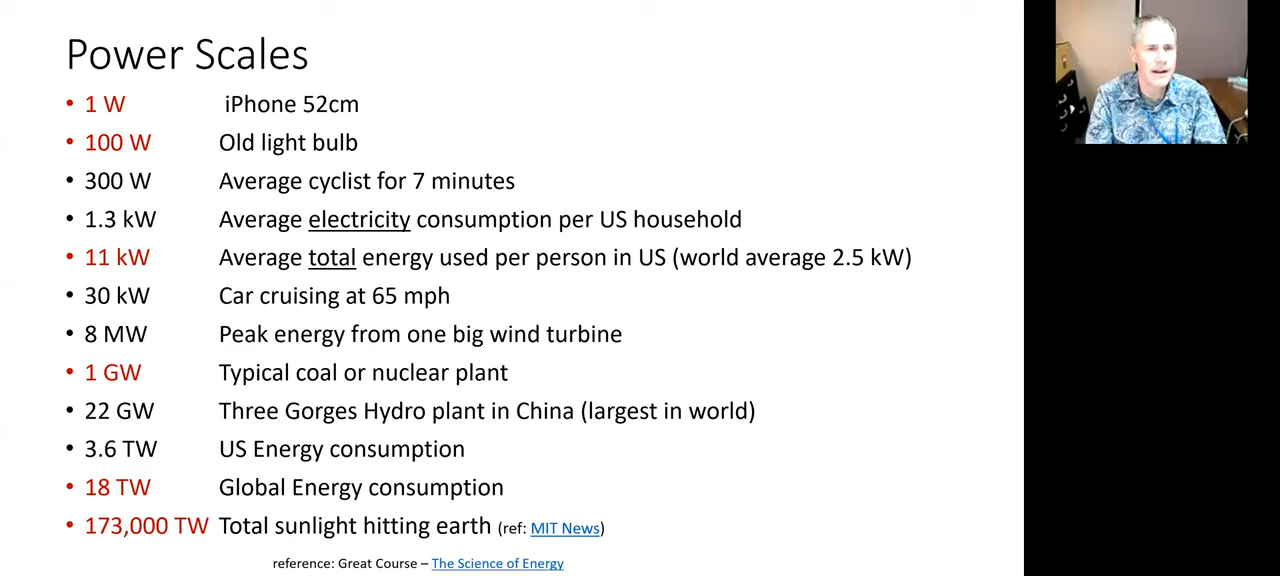 Power Scales
• 1 W iPhone 52cm
• 100 W Old light bulb
• 300 W Average cyclist for 7 minutes
• 1.3 kW Average electricity consumption per US household
• 11 kW Average total energy used per person in US (world average 2.5 kW)
• 30 kW Car cruising at 65 mph
• 8 MW Peak energy from one big wind turbine
• 1 GW Typical coal or nuclear plant
• 22 GW Three Gorges Hydro plant in China (largest in world)
• 3.6 TW US Energy consumption
• 18 TW Global Energy consumption
• 173,000 TW Total sunlight hitting earth (ref: MIT News)
reference: Great Course – The Science of Energy